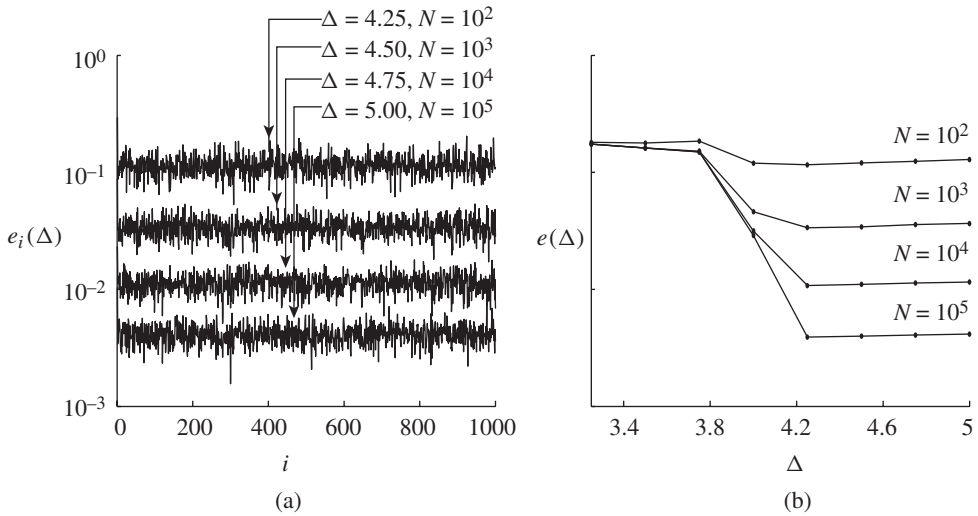 Δ = 4.25, N = 10²
Δ = 4.50, N = 10³
Δ = 4.75, N = 10⁴
Δ = 5.00, N = 10⁵
10⁰
10⁻¹
eᵢ(Δ)
10⁻²
10⁻³
0 200 400 600 800 1000
i
(a)
N = 10²
N = 10³
e(Δ)
N = 10⁴
N = 10⁵
3.4 3.8 4.2 4.6 5
Δ
(b)